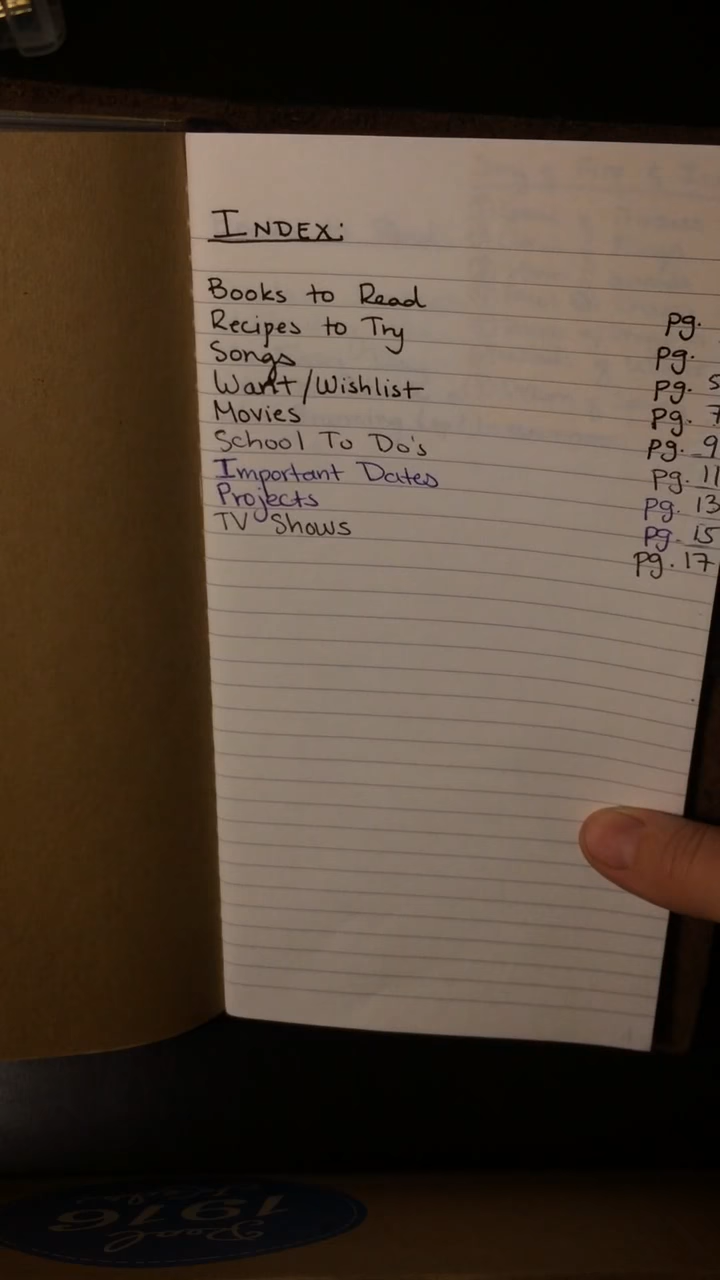 INDEX:
Books to Read pg.
Recipes to Try pg.
Songs pg. 5
Want/Wishlist pg. 7
Movies pg. 9
School To Do's pg. 11
Important Dates pg. 13
Projects pg. 15
TV Shows pg. 17
1916